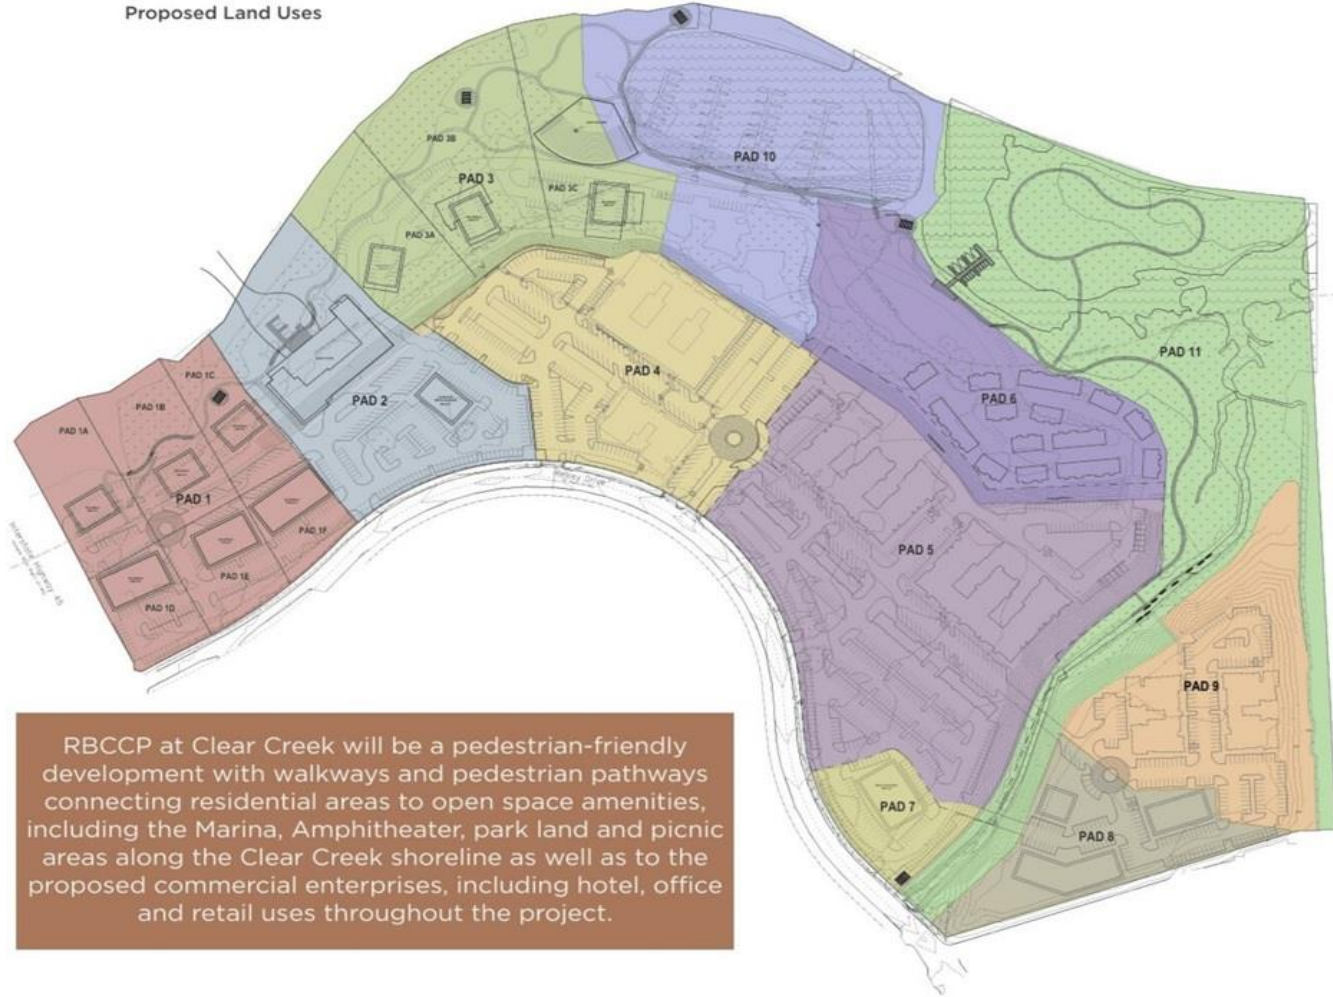 Proposed Land Uses
PAD 10
PAD 3B
PAD 3
PAD 3C
PAD 3A
PAD 11
PAD 4
PAD 1C
PAD 2
PAD 6
PAD 1B
PAD 1A
PAD 1
PAD 1F
PAD 5
PAD 1E
PAD 1D
Interstate Highway 45
PAD 9
PAD 7
PAD 8
RBCCP at Clear Creek will be a pedestrian-friendly
development with walkways and pedestrian pathways
connecting residential areas to open space amenities,
including the Marina, Amphitheater, park land and picnic
areas along the Clear Creek shoreline as well as to the
proposed commercial enterprises, including hotel, office
and retail uses throughout the project.